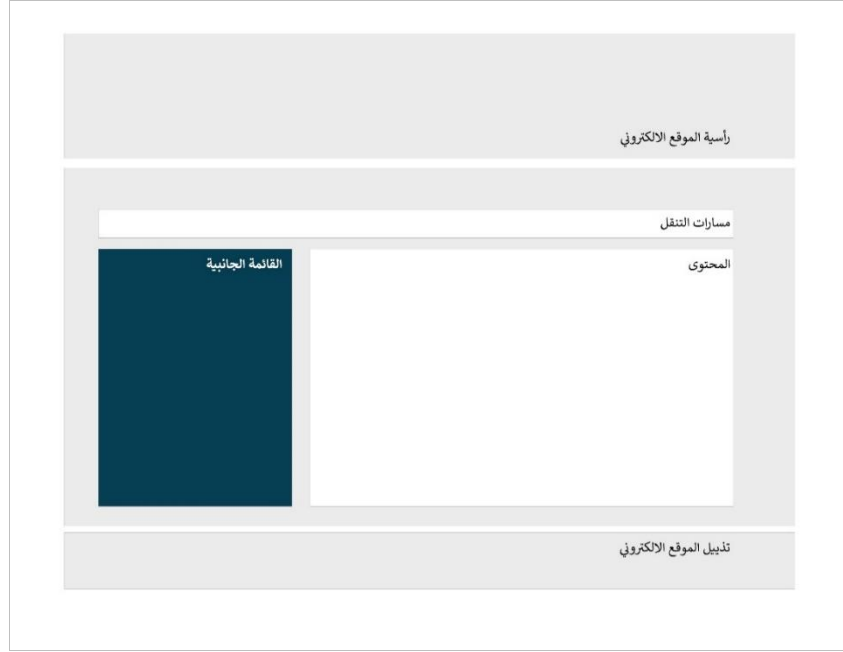 رأسية الموقع الالكتروني
مسارات التنقل
المحتوى
القائمة الجانبية
تذييل الموقع الالكتروني